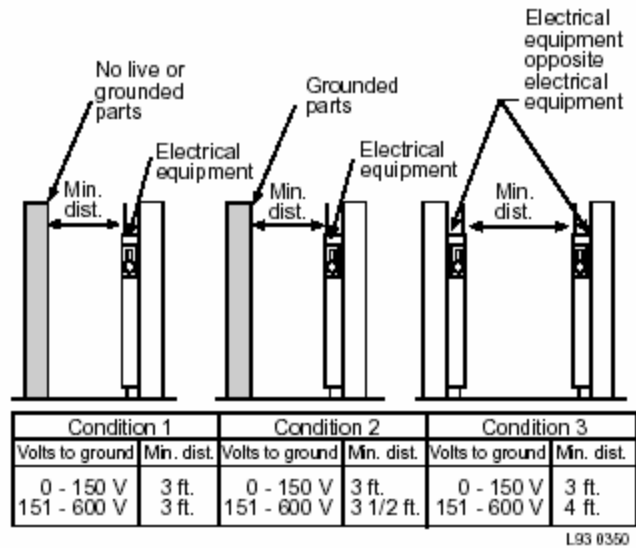 No live or
grounded
parts
Electrical
equipment
Min.
dist.
Grounded
parts
Electrical
equipment
Min.
dist.
Electrical
equipment
opposite
electrical
equipment
Min.
dist.
Condition 1 Condition 2 Condition 3
Volts to ground Min. dist. Volts to ground Min. dist. Volts to ground Min. dist.
0 - 150 V 3 ft. 0 - 150 V 3 ft. 0 - 150 V 3 ft.
151 - 600 V 3 ft. 151 - 600 V 3 1/2 ft. 151 - 600 V 4 ft.
L93 0350